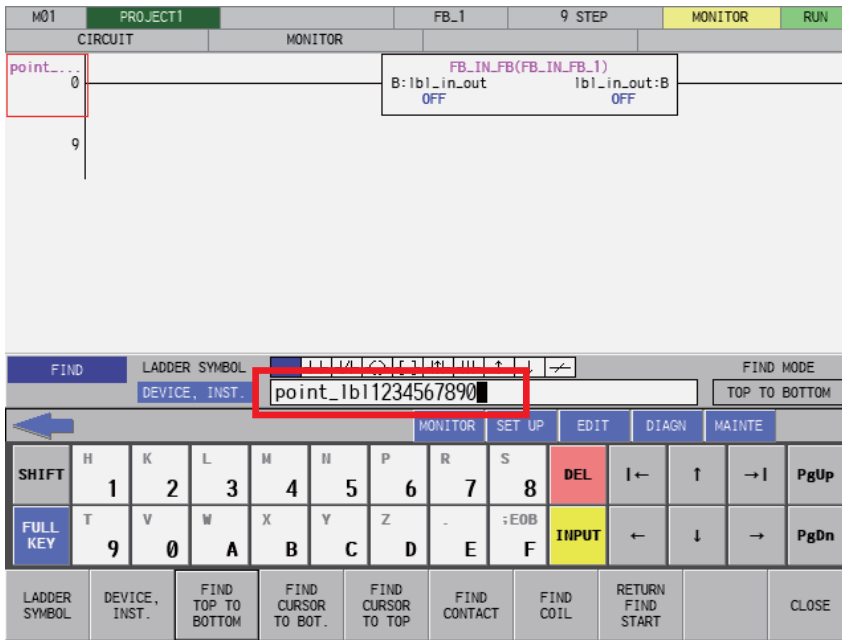 M01 PROJECT1 FB_1 9 STEP MONITOR RUN
CIRCUIT MONITOR
point_...
0
FB_IN_FB(FB_IN_FB_1)
B:lbl_in_out lbl_in_out:B
OFF OFF
9
FIND LADDER SYMBOL FIND MODE
DEVICE, INST. point_lbl1234567890 TOP TO BOTTOM
MONITOR SET UP EDIT DIAGN MAINTE
SHIFT H 1 K 2 L 3 M 4 N 5 P 6 R 7 S 8 DEL |← ↑ →| PgUp
FULL KEY T 9 V 0 W A X B Y C Z D - E ;EOB F INPUT ← ↓ → PgDn
LADDER SYMBOL
DEVICE, INST.
FIND TOP TO BOTTOM
FIND CURSOR TO BOT.
FIND CURSOR TO TOP
FIND CONTACT
FIND COIL
RETURN FIND START
CLOSE